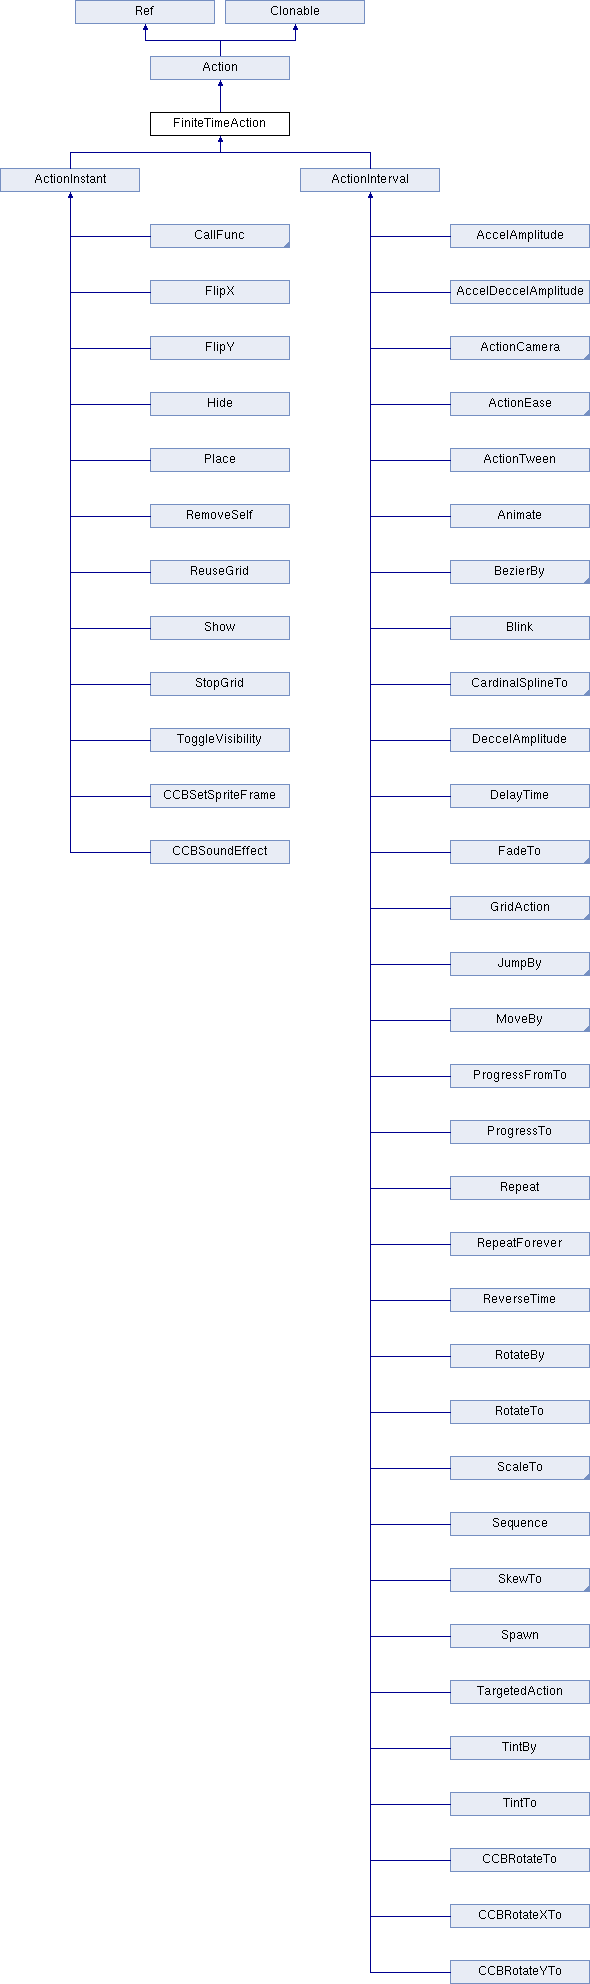 Ref
Clonable
Action
FiniteTimeAction
ActionInstant
ActionInterval
CallFunc
AccelAmplitude
FlipX
AccelDeccelAmplitude
FlipY
ActionCamera
Hide
ActionEase
Place
ActionTween
RemoveSelf
Animate
ReuseGrid
BezierBy
Show
Blink
StopGrid
CardinalSplineTo
ToggleVisibility
DeccelAmplitude
CCBSetSpriteFrame
DelayTime
CCBSoundEffect
FadeTo
GridAction
JumpBy
MoveBy
ProgressFromTo
ProgressTo
Repeat
RepeatForever
ReverseTime
RotateBy
RotateTo
ScaleTo
Sequence
SkewTo
Spawn
TargetedAction
TintBy
TintTo
CCBRotateTo
CCBRotateXTo
CCBRotateYTo